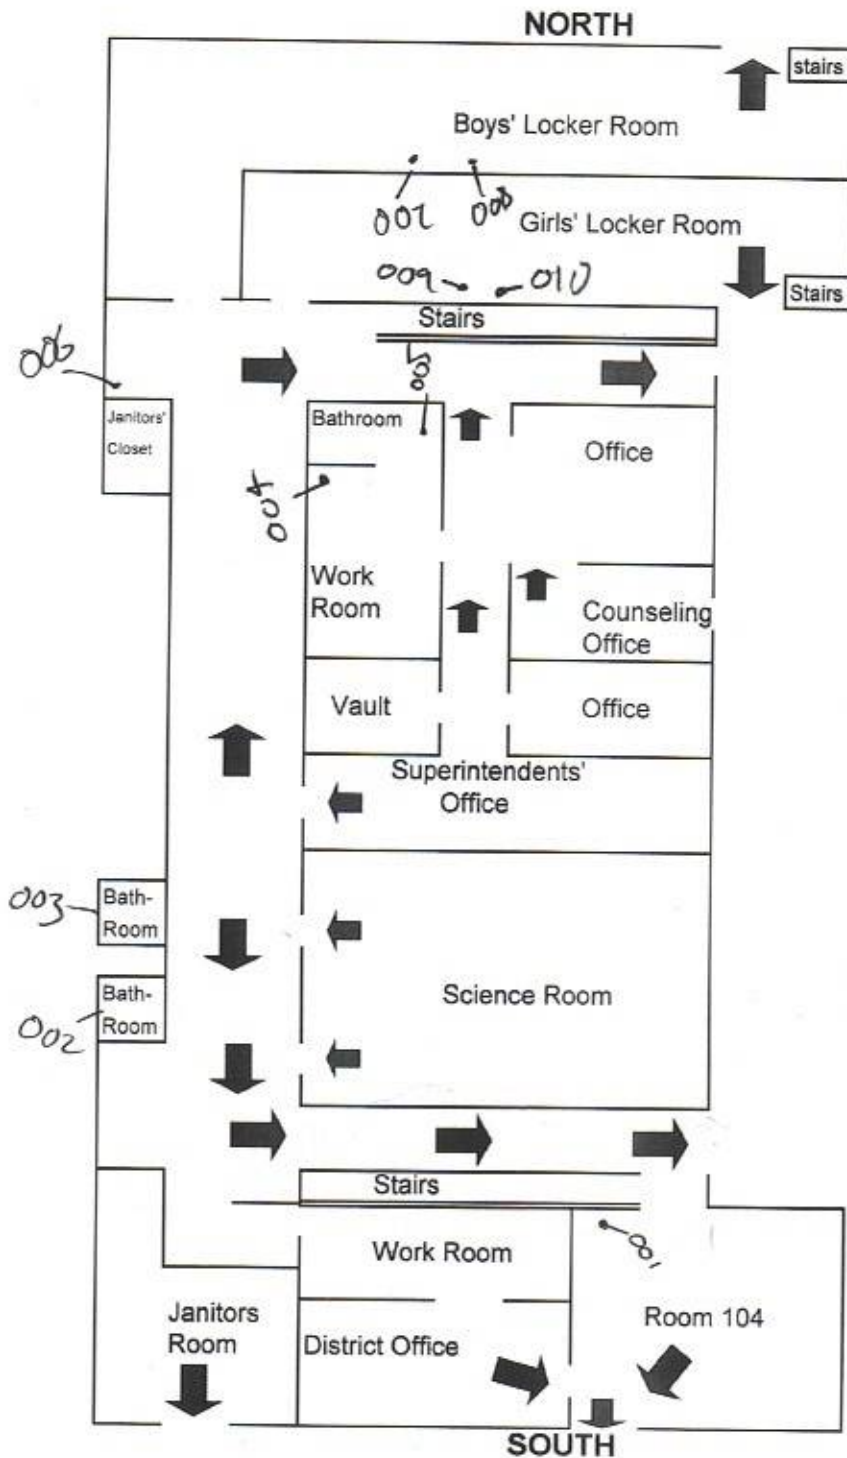 NORTH
stairs
Boys' Locker Room
007 008
Girls' Locker Room
009 010
Stairs
Stairs
006
005
Janitors'
Closet
Bathroom
Office
004
Work
Room
Counseling
Office
Vault
Office
Superintendents'
Office
003
Bath-
Room
Science Room
Bath-
Room
002
Stairs
Work Room
001
Janitors
Room
District Office
Room 104
SOUTH